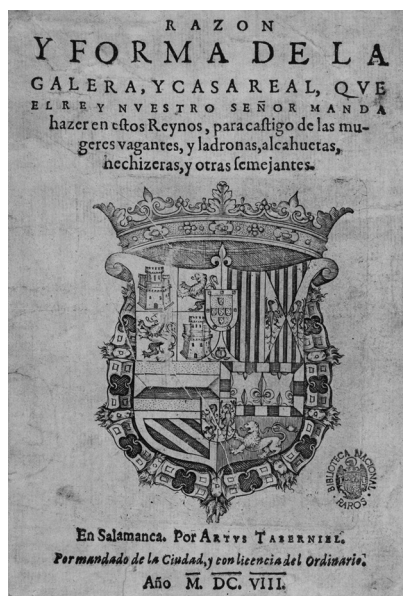 RAZON
Y FORMA DE LA
GALERA, Y CASA REAL, QVE
EL REY NVESTRO SEÑOR MANDA
hazer en eſtos Reynos, para caſtigo de las mu-
geres vagantes, y ladronas, alcahuetas,
hechizeras, y otras ſemejantes.
BIBLIOTECA NACIONAL
RAROS
En Salamanca. Por ARTVS TABERNIEL.
Por mandado de la Ciudad, y con licencia del Ordinario.
Año M. DC. VIII.